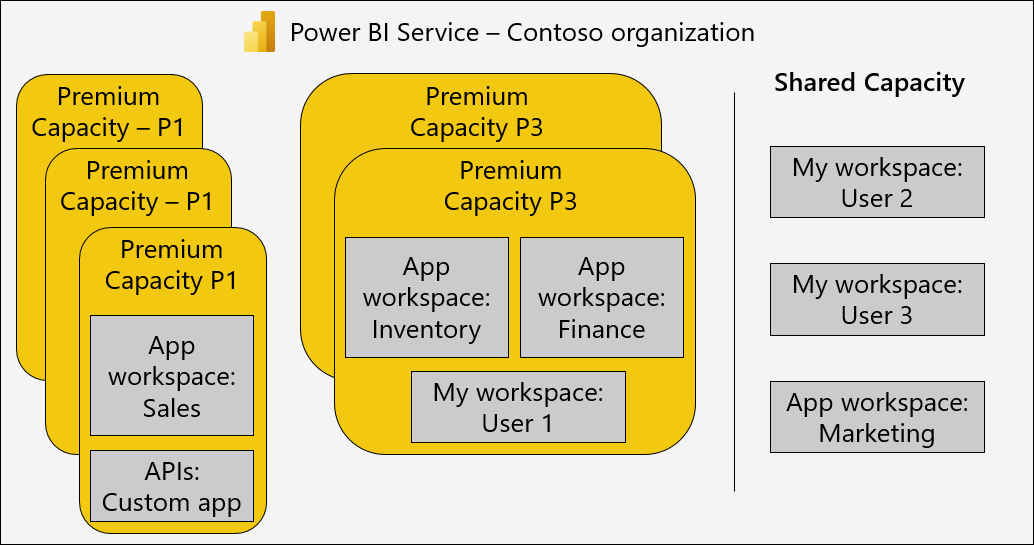 Power BI Service – Contoso organization
Premium
Capacity – P1
Premium
Capacity – P1
Premium
Capacity P1
App
workspace:
Sales
APIs:
Custom app
Premium
Capacity P3
Premium
Capacity P3
App
workspace:
Inventory
App
workspace:
Finance
My workspace:
User 1
Shared Capacity
My workspace:
User 2
My workspace:
User 3
App workspace:
Marketing